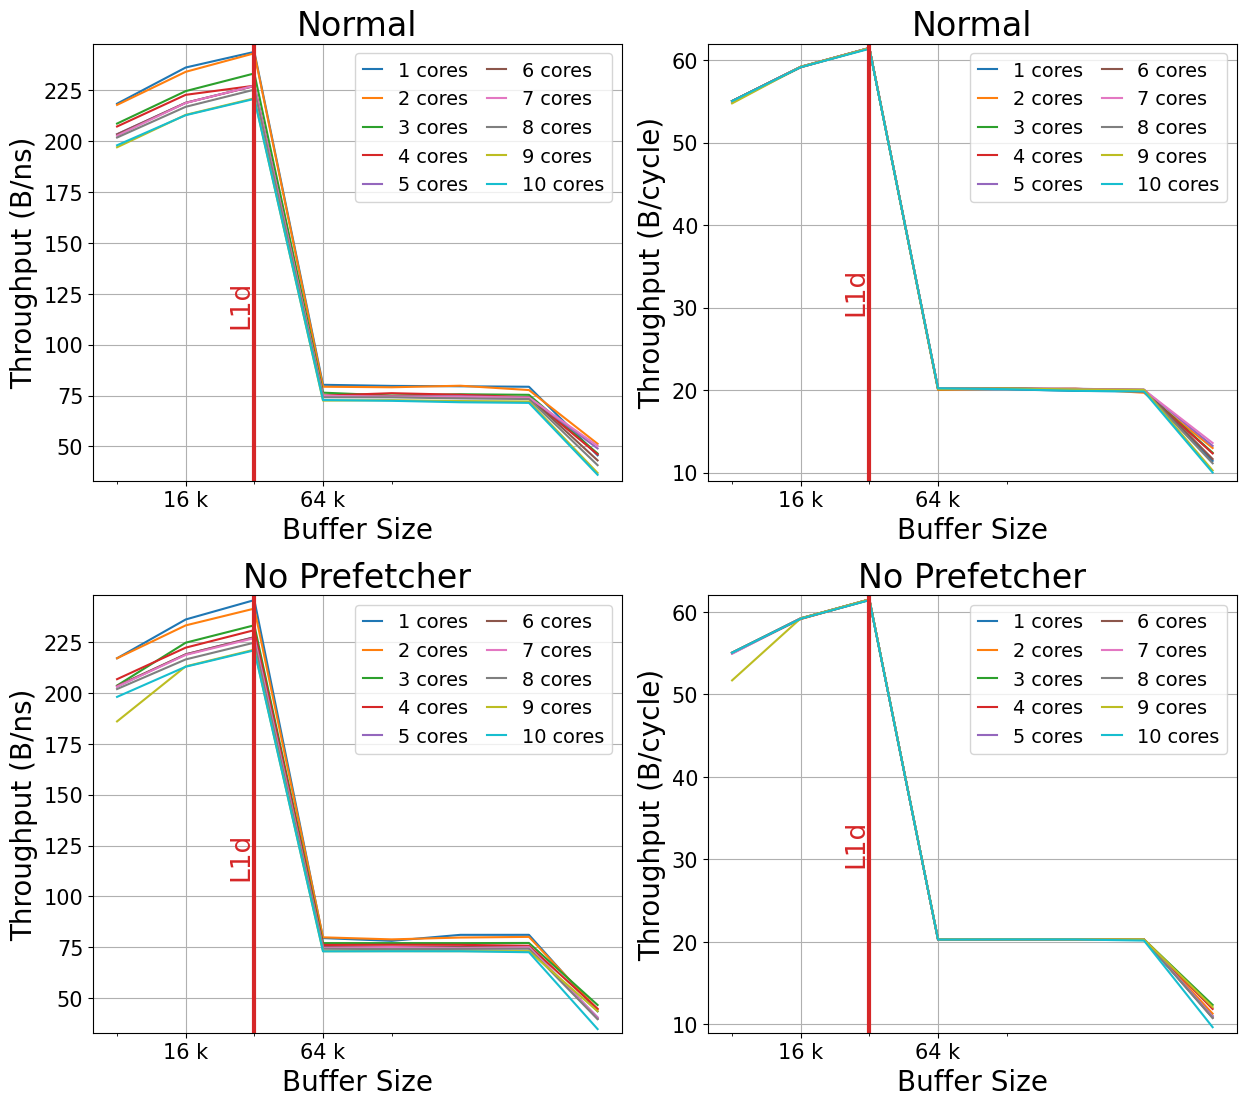 Normal
Throughput (B/ns)
225
200
175
150
125
100
75
50
1 cores
2 cores
3 cores
4 cores
5 cores
6 cores
7 cores
8 cores
9 cores
10 cores
L1d
16 k
64 k
Buffer Size
Normal
Throughput (B/cycle)
60
50
40
30
20
10
1 cores
2 cores
3 cores
4 cores
5 cores
6 cores
7 cores
8 cores
9 cores
10 cores
L1d
16 k
64 k
Buffer Size
No Prefetcher
Throughput (B/ns)
225
200
175
150
125
100
75
50
1 cores
2 cores
3 cores
4 cores
5 cores
6 cores
7 cores
8 cores
9 cores
10 cores
L1d
16 k
64 k
Buffer Size
No Prefetcher
Throughput (B/cycle)
60
50
40
30
20
10
1 cores
2 cores
3 cores
4 cores
5 cores
6 cores
7 cores
8 cores
9 cores
10 cores
L1d
16 k
64 k
Buffer Size